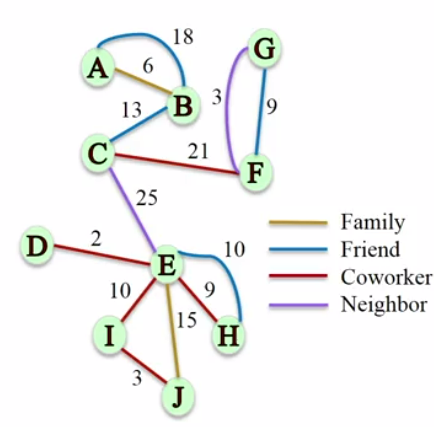 18
G
A
6
B
3
9
13
C
21
F
25
Family
D
2
E
10
Friend
10
9
Coworker
15
Neighbor
I
H
3
J